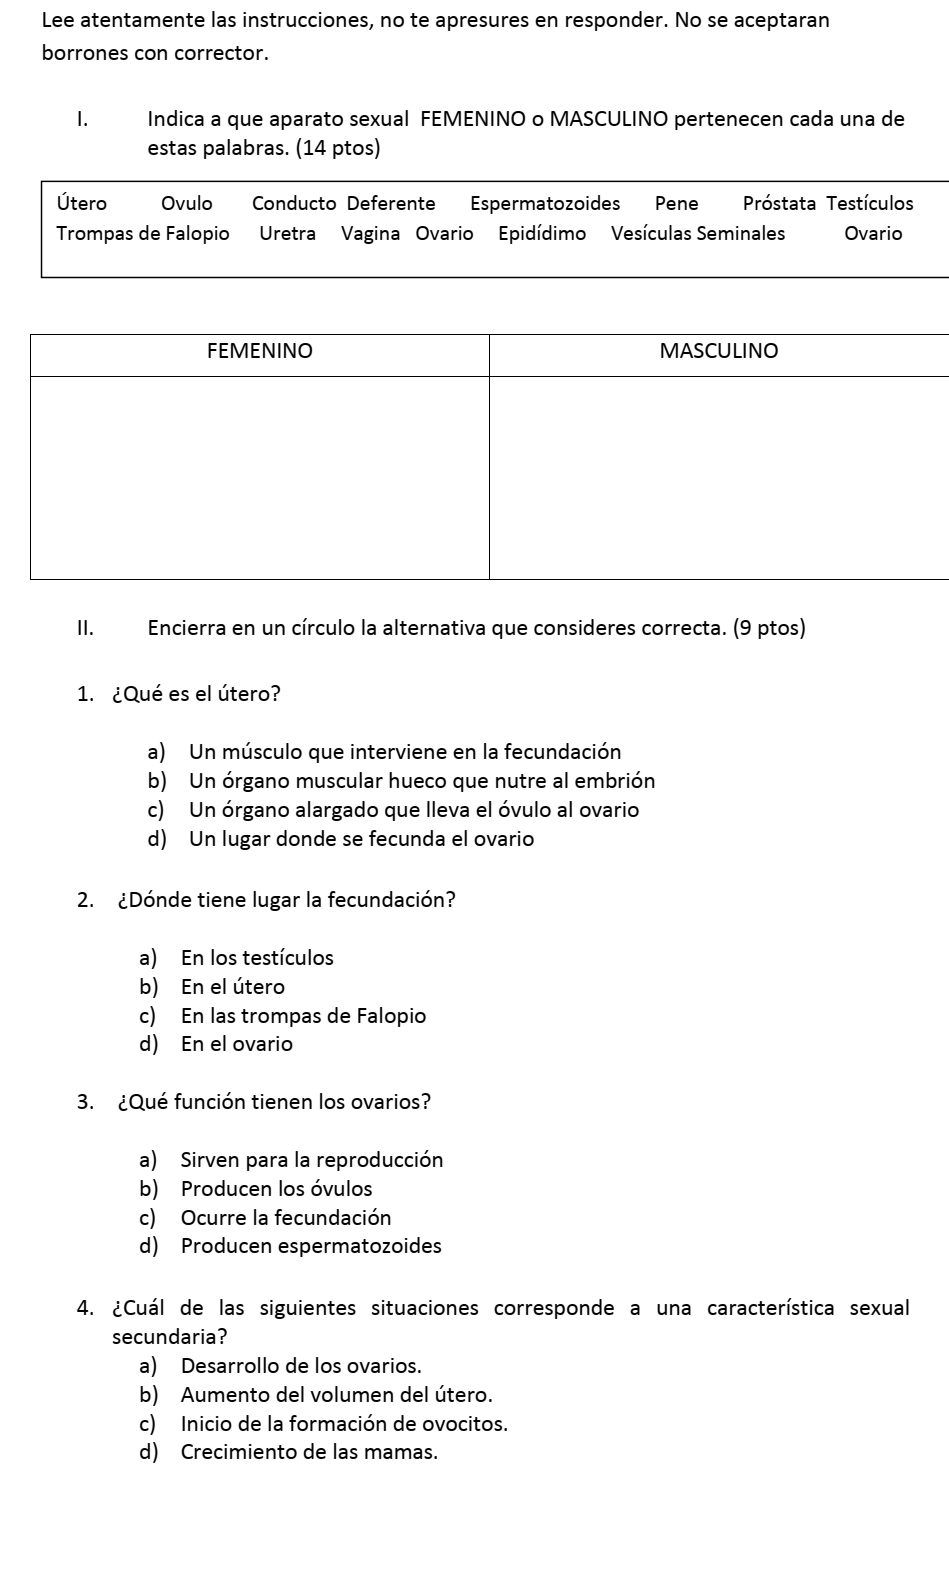 Lee atentamente las instrucciones, no te apresures en responder. No se aceptaran
borrones con corrector.
I. Indica a que aparato sexual FEMENINO o MASCULINO pertenecen cada una de
estas palabras. (14 ptos)
Útero Ovulo Conducto Deferente Espermatozoides Pene Próstata Testículos
Trompas de Falopio Uretra Vagina Ovario Epidídimo Vesículas Seminales Ovario
FEMENINO MASCULINO
II. Encierra en un círculo la alternativa que consideres correcta. (9 ptos)
1. ¿Qué es el útero?
a) Un músculo que interviene en la fecundación
b) Un órgano muscular hueco que nutre al embrión
c) Un órgano alargado que lleva el óvulo al ovario
d) Un lugar donde se fecunda el ovario
2. ¿Dónde tiene lugar la fecundación?
a) En los testículos
b) En el útero
c) En las trompas de Falopio
d) En el ovario
3. ¿Qué función tienen los ovarios?
a) Sirven para la reproducción
b) Producen los óvulos
c) Ocurre la fecundación
d) Producen espermatozoides
4. ¿Cuál de las siguientes situaciones corresponde a una característica sexual
secundaria?
a) Desarrollo de los ovarios.
b) Aumento del volumen del útero.
c) Inicio de la formación de ovocitos.
d) Crecimiento de las mamas.